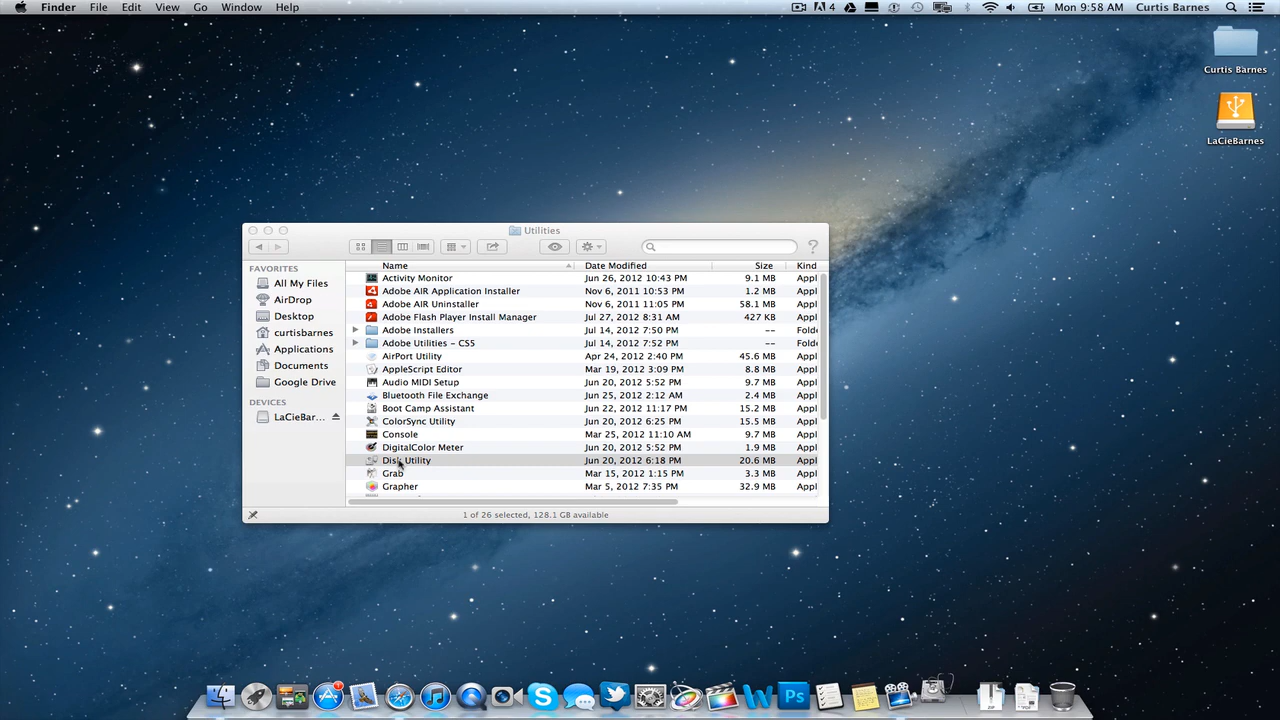 Finder File Edit View Go Window Help 4 Mon 9:58 AM Curtis Barnes
Curtis Barnes
LaCieBarnes
Utilities
?
FAVORITES
All My Files
AirDrop
Desktop
curtisbarnes
Applications
Documents
Google Drive
DEVICES
LaCieBar...
Name Date Modified Size Kind
Activity Monitor Jun 26, 2012 10:43 PM 9.1 MB Appl
Adobe AIR Application Installer Nov 6, 2011 10:53 PM 1.2 MB Appl
Adobe AIR Uninstaller Nov 6, 2011 11:05 PM 58.1 MB Appl
Adobe Flash Player Install Manager Jul 27, 2012 8:31 AM 427 KB Appl
Adobe Installers Jul 14, 2012 7:50 PM -- Folde
Adobe Utilities - CS5 Jul 14, 2012 7:52 PM -- Folde
AirPort Utility Apr 24, 2012 2:40 PM 45.6 MB Appl
AppleScript Editor Mar 19, 2012 3:09 PM 8.8 MB Appl
Audio MIDI Setup Jun 20, 2012 5:52 PM 9.7 MB Appl
Bluetooth File Exchange Jun 25, 2012 2:12 AM 2.4 MB Appl
Boot Camp Assistant Jun 22, 2012 11:17 PM 15.2 MB Appl
ColorSync Utility Jun 20, 2012 6:25 PM 15.5 MB Appl
Console Mar 25, 2012 11:10 AM 9.7 MB Appl
DigitalColor Meter Jun 20, 2012 5:52 PM 1.9 MB Appl
Disk Utility Jun 20, 2012 6:18 PM 20.6 MB Appl
Grab Mar 15, 2012 1:15 PM 3.3 MB Appl
Grapher Mar 5, 2012 7:35 PM 32.9 MB Appl
1 of 26 selected, 128.1 GB available
W Ps ZIP